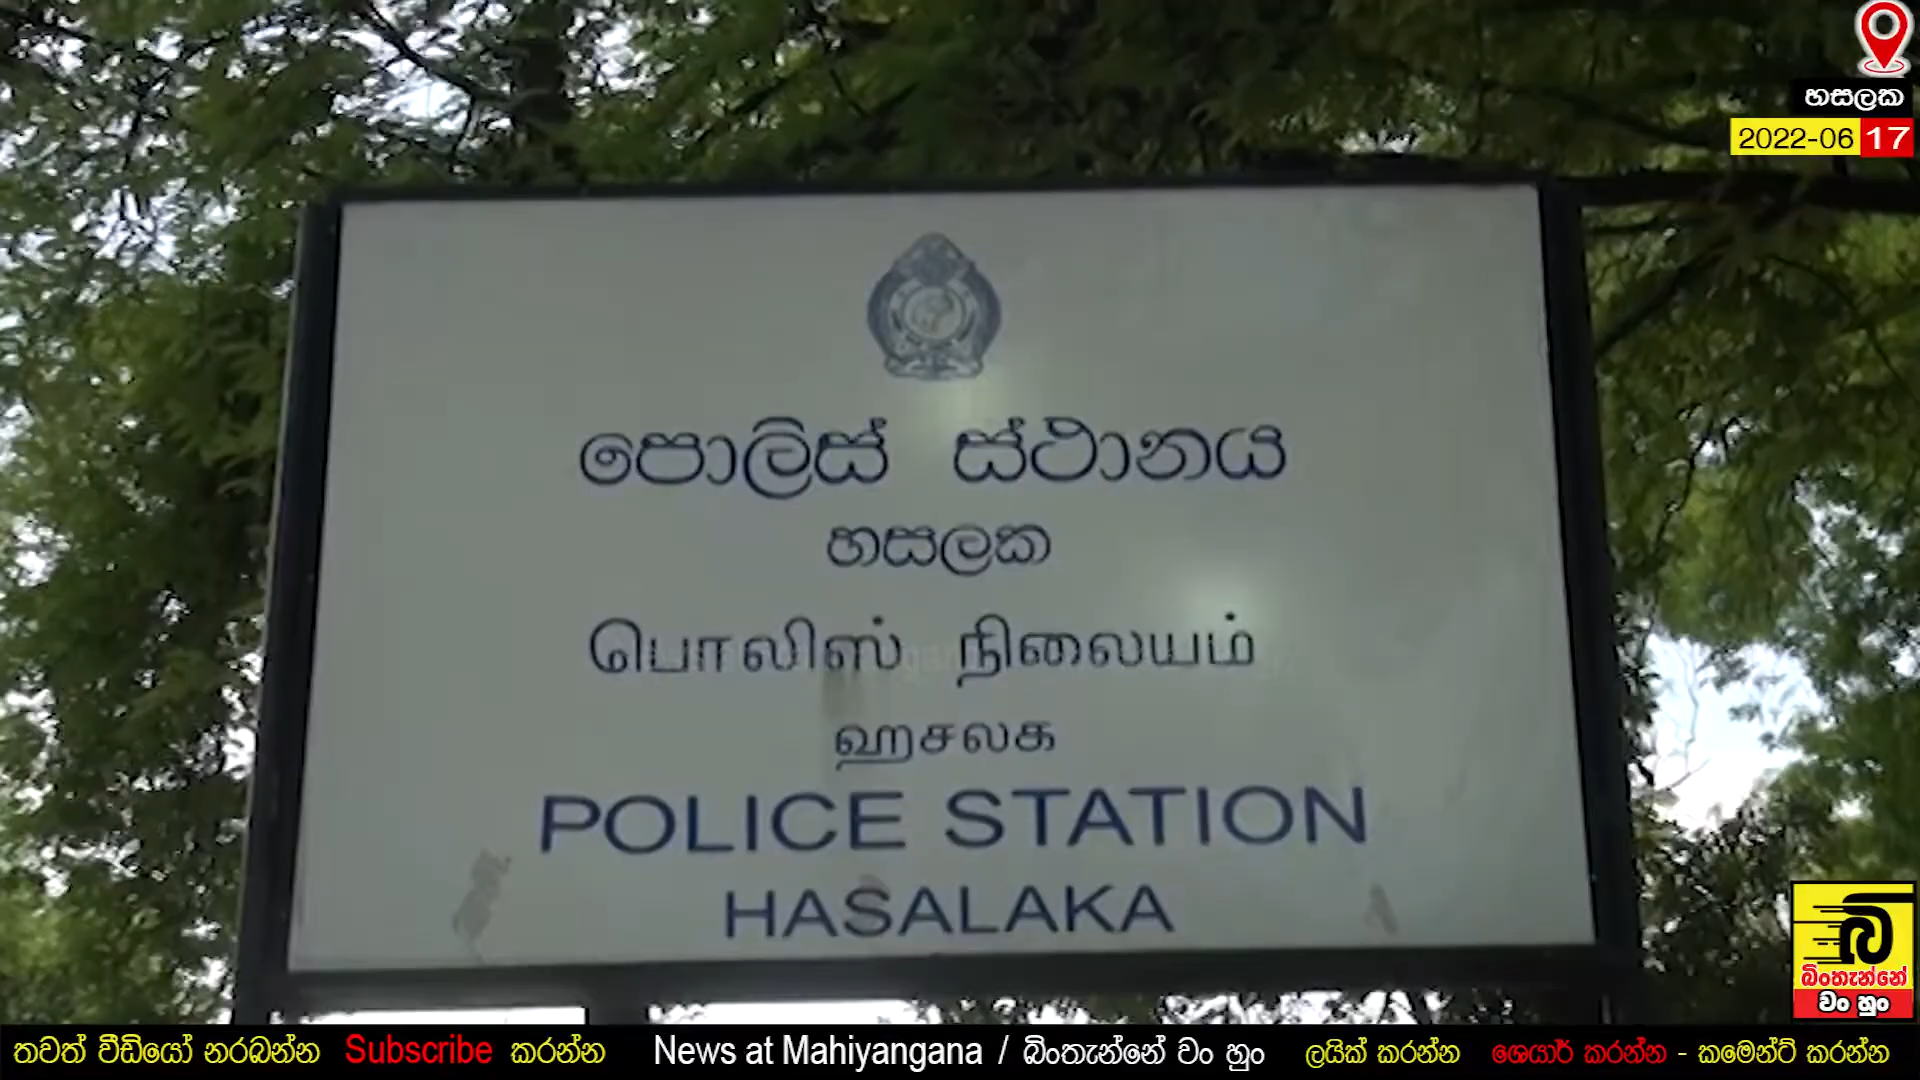 හසලක
2022-06 17
පොලිස් ස්ථානය
හසලක
பொலிஸ் நிலையம்
ஹசலக
POLICE STATION
HASALAKA
බිංතැන්නේ
වං හුං
තවත් වීඩියෝ නරබන්න Subscribe කරන්න News at Mahiyangana / බිංතැන්නේ වං හුං ලයික් කරන්න ශෙයාර් කරන්න - කමෙන්ට් කරන්න